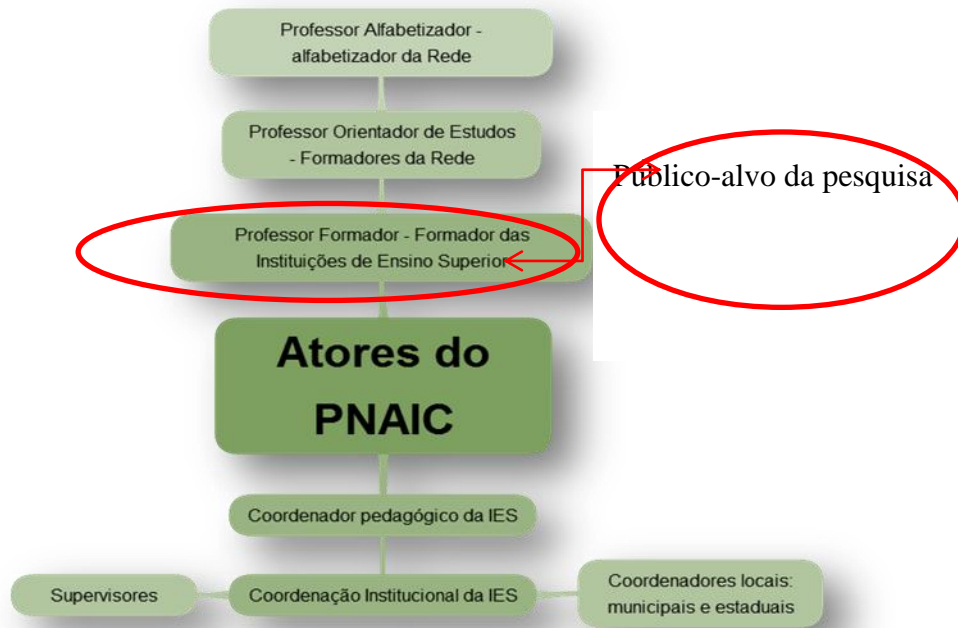 Professor Alfabetizador -
alfabetizador da Rede
Professor Orientador de Estudos
- Formadores da Rede
Público-alvo da pesquisa
Professor Formador - Formador das
Instituições de Ensino Superior
Atores do
PNAIC
Coordenador pedagógico da IES
Supervisores
Coordenação Institucional da IES
Coordenadores locais:
municipais e estaduais